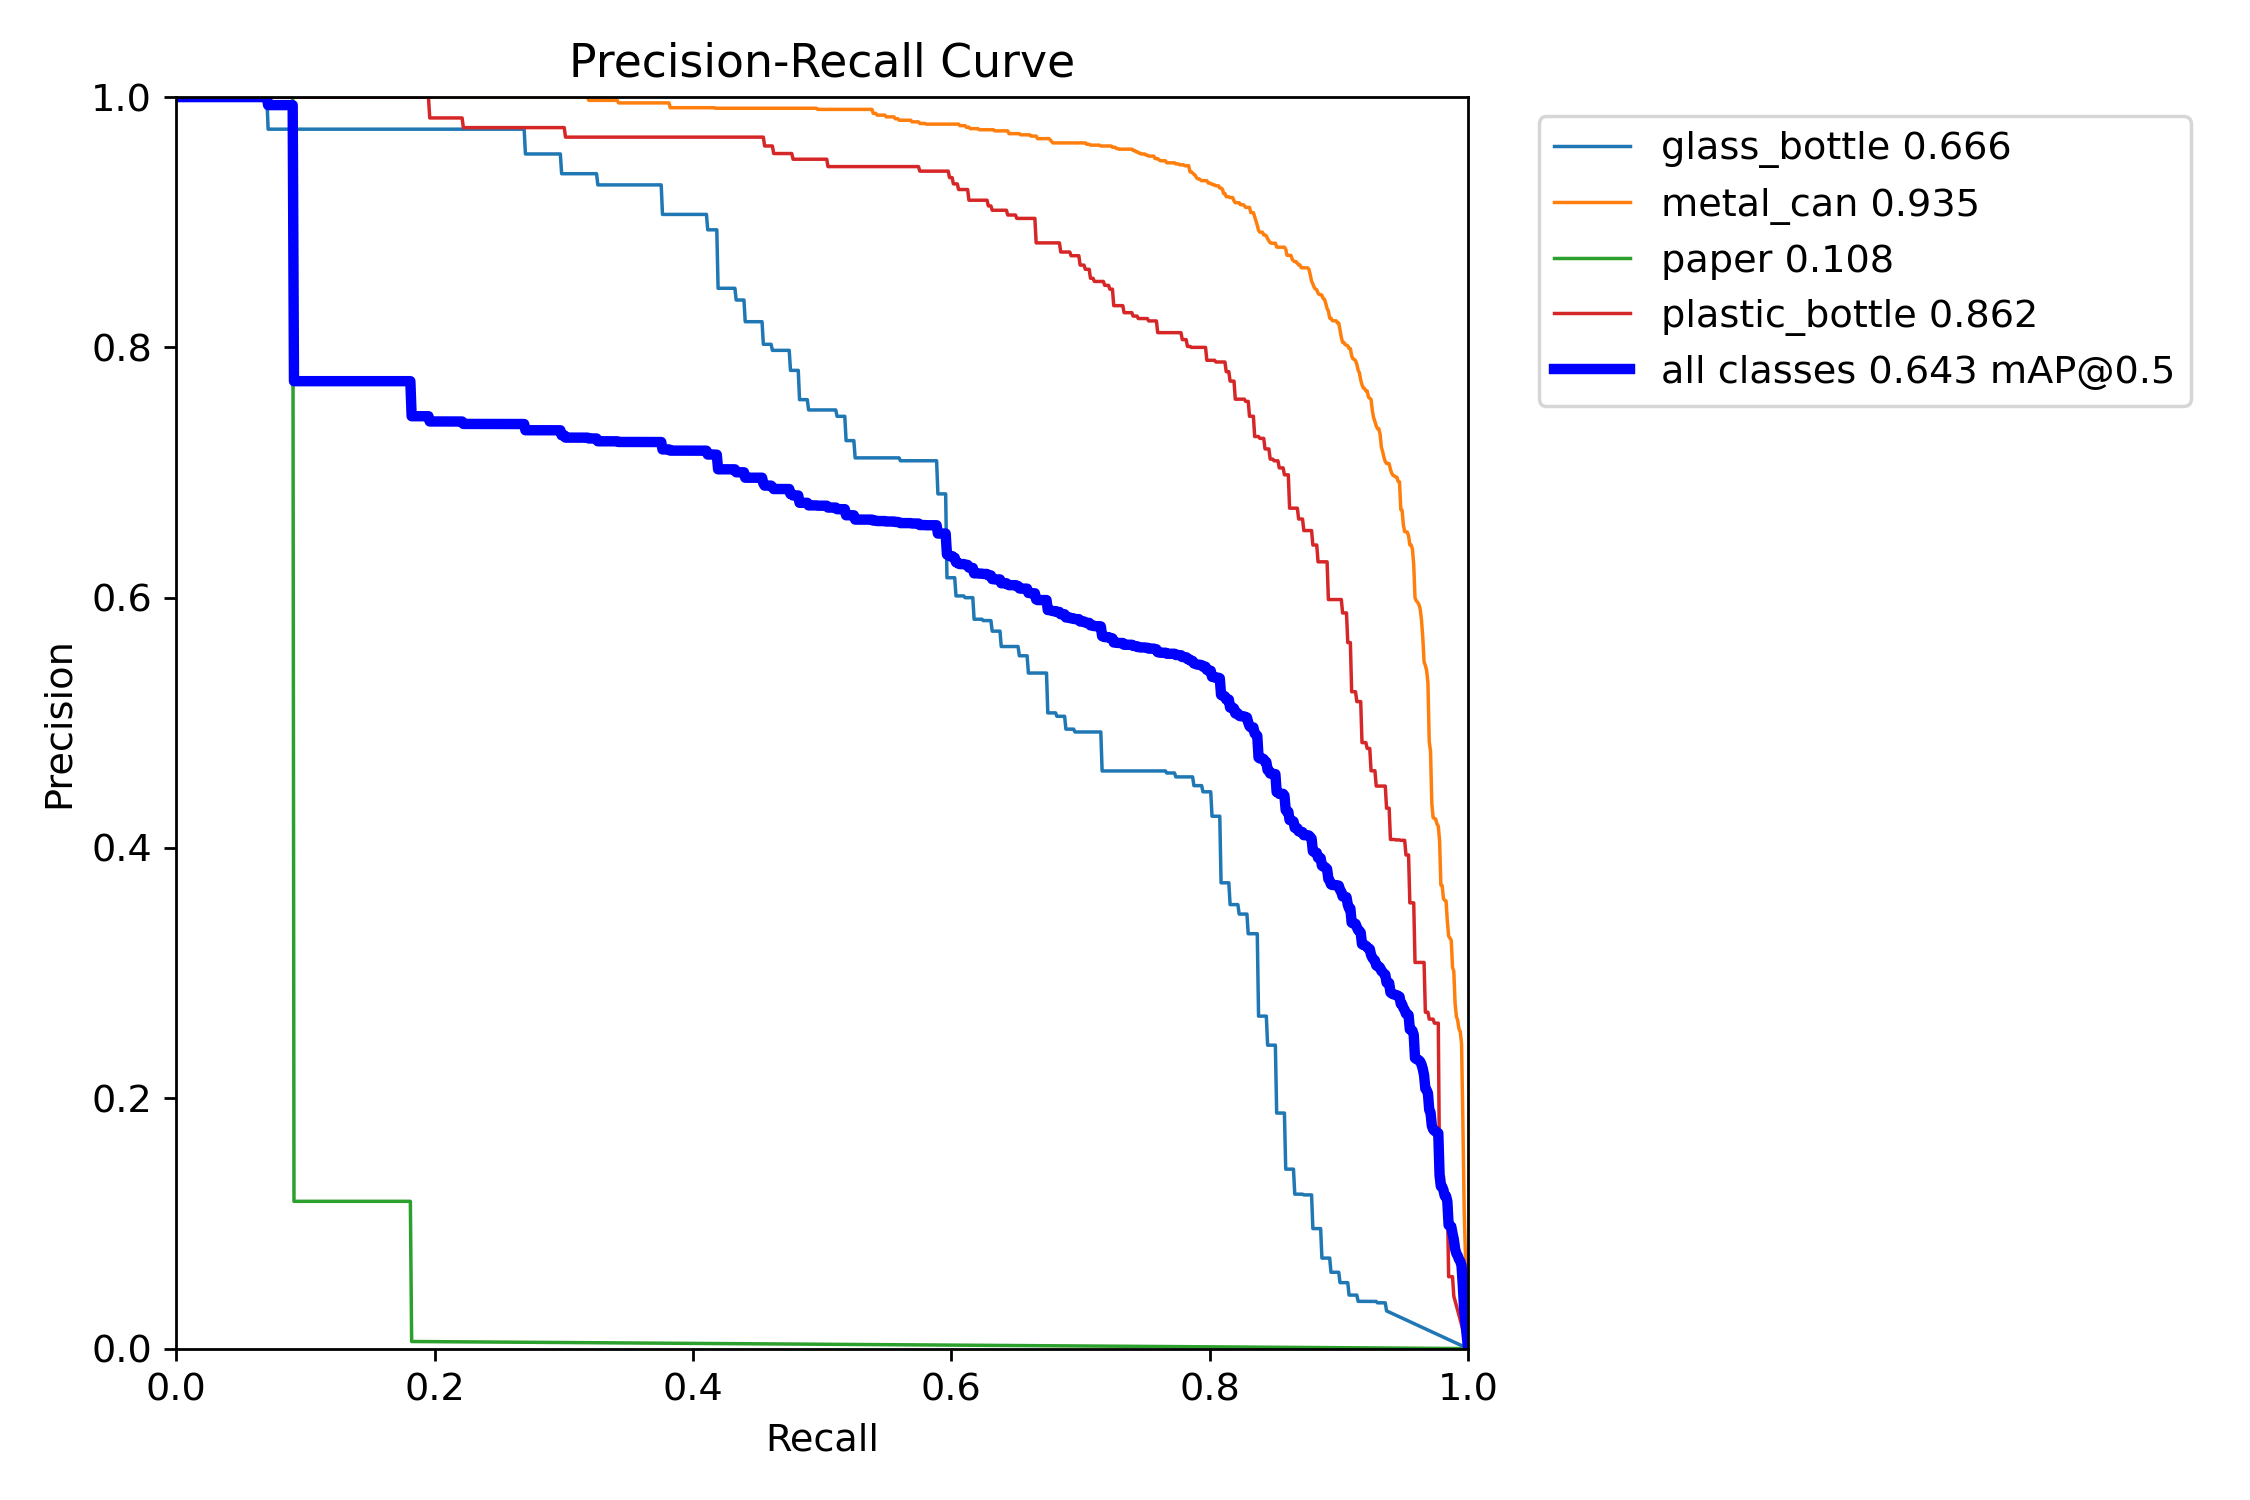 Precision-Recall Curve
1.0
0.8
0.6
0.4
0.2
0.0
Precision
0.0 0.2 0.4 0.6 0.8 1.0
Recall
glass_bottle 0.666
metal_can 0.935
paper 0.108
plastic_bottle 0.862
all classes 0.643 mAP@0.5